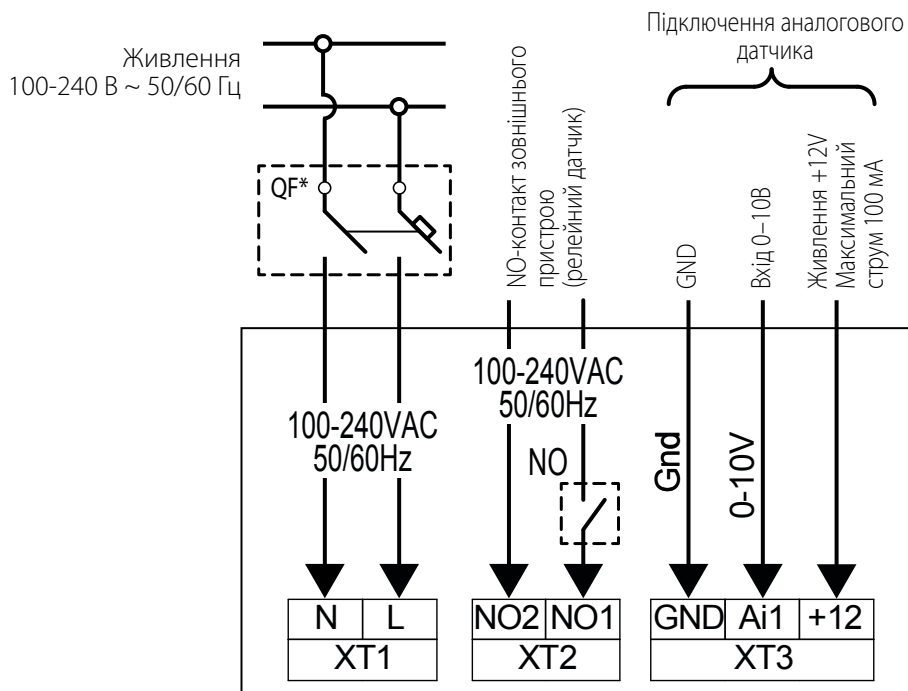 Живлення
100-240 В ~ 50/60 Гц
Підключення аналогового
датчика
QF*
NO-контакт зовнішнього
пристрою
(релейний датчик)
GND
Вхід 0–10В
Живлення +12V
Максимальний
струм 100 мА
100-240VAC
50/60Hz
100-240VAC
50/60Hz
NO
Gnd
0-10V
N L
XT1
NO2 NO1
XT2
GND Ai1 +12
XT3